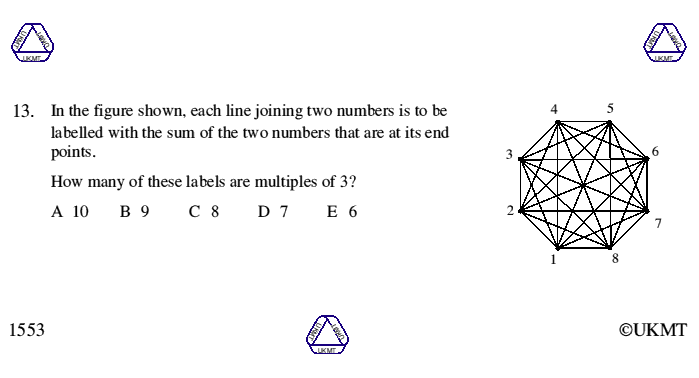 UKMT
UKMT
13. In the figure shown, each line joining two numbers is to be
labelled with the sum of the two numbers that are at its end
points.
How many of these labels are multiples of 3?
A 10 B 9 C 8 D 7 E 6
4 5
3 6
2 7
1 8
1553
UKMT
©UKMT